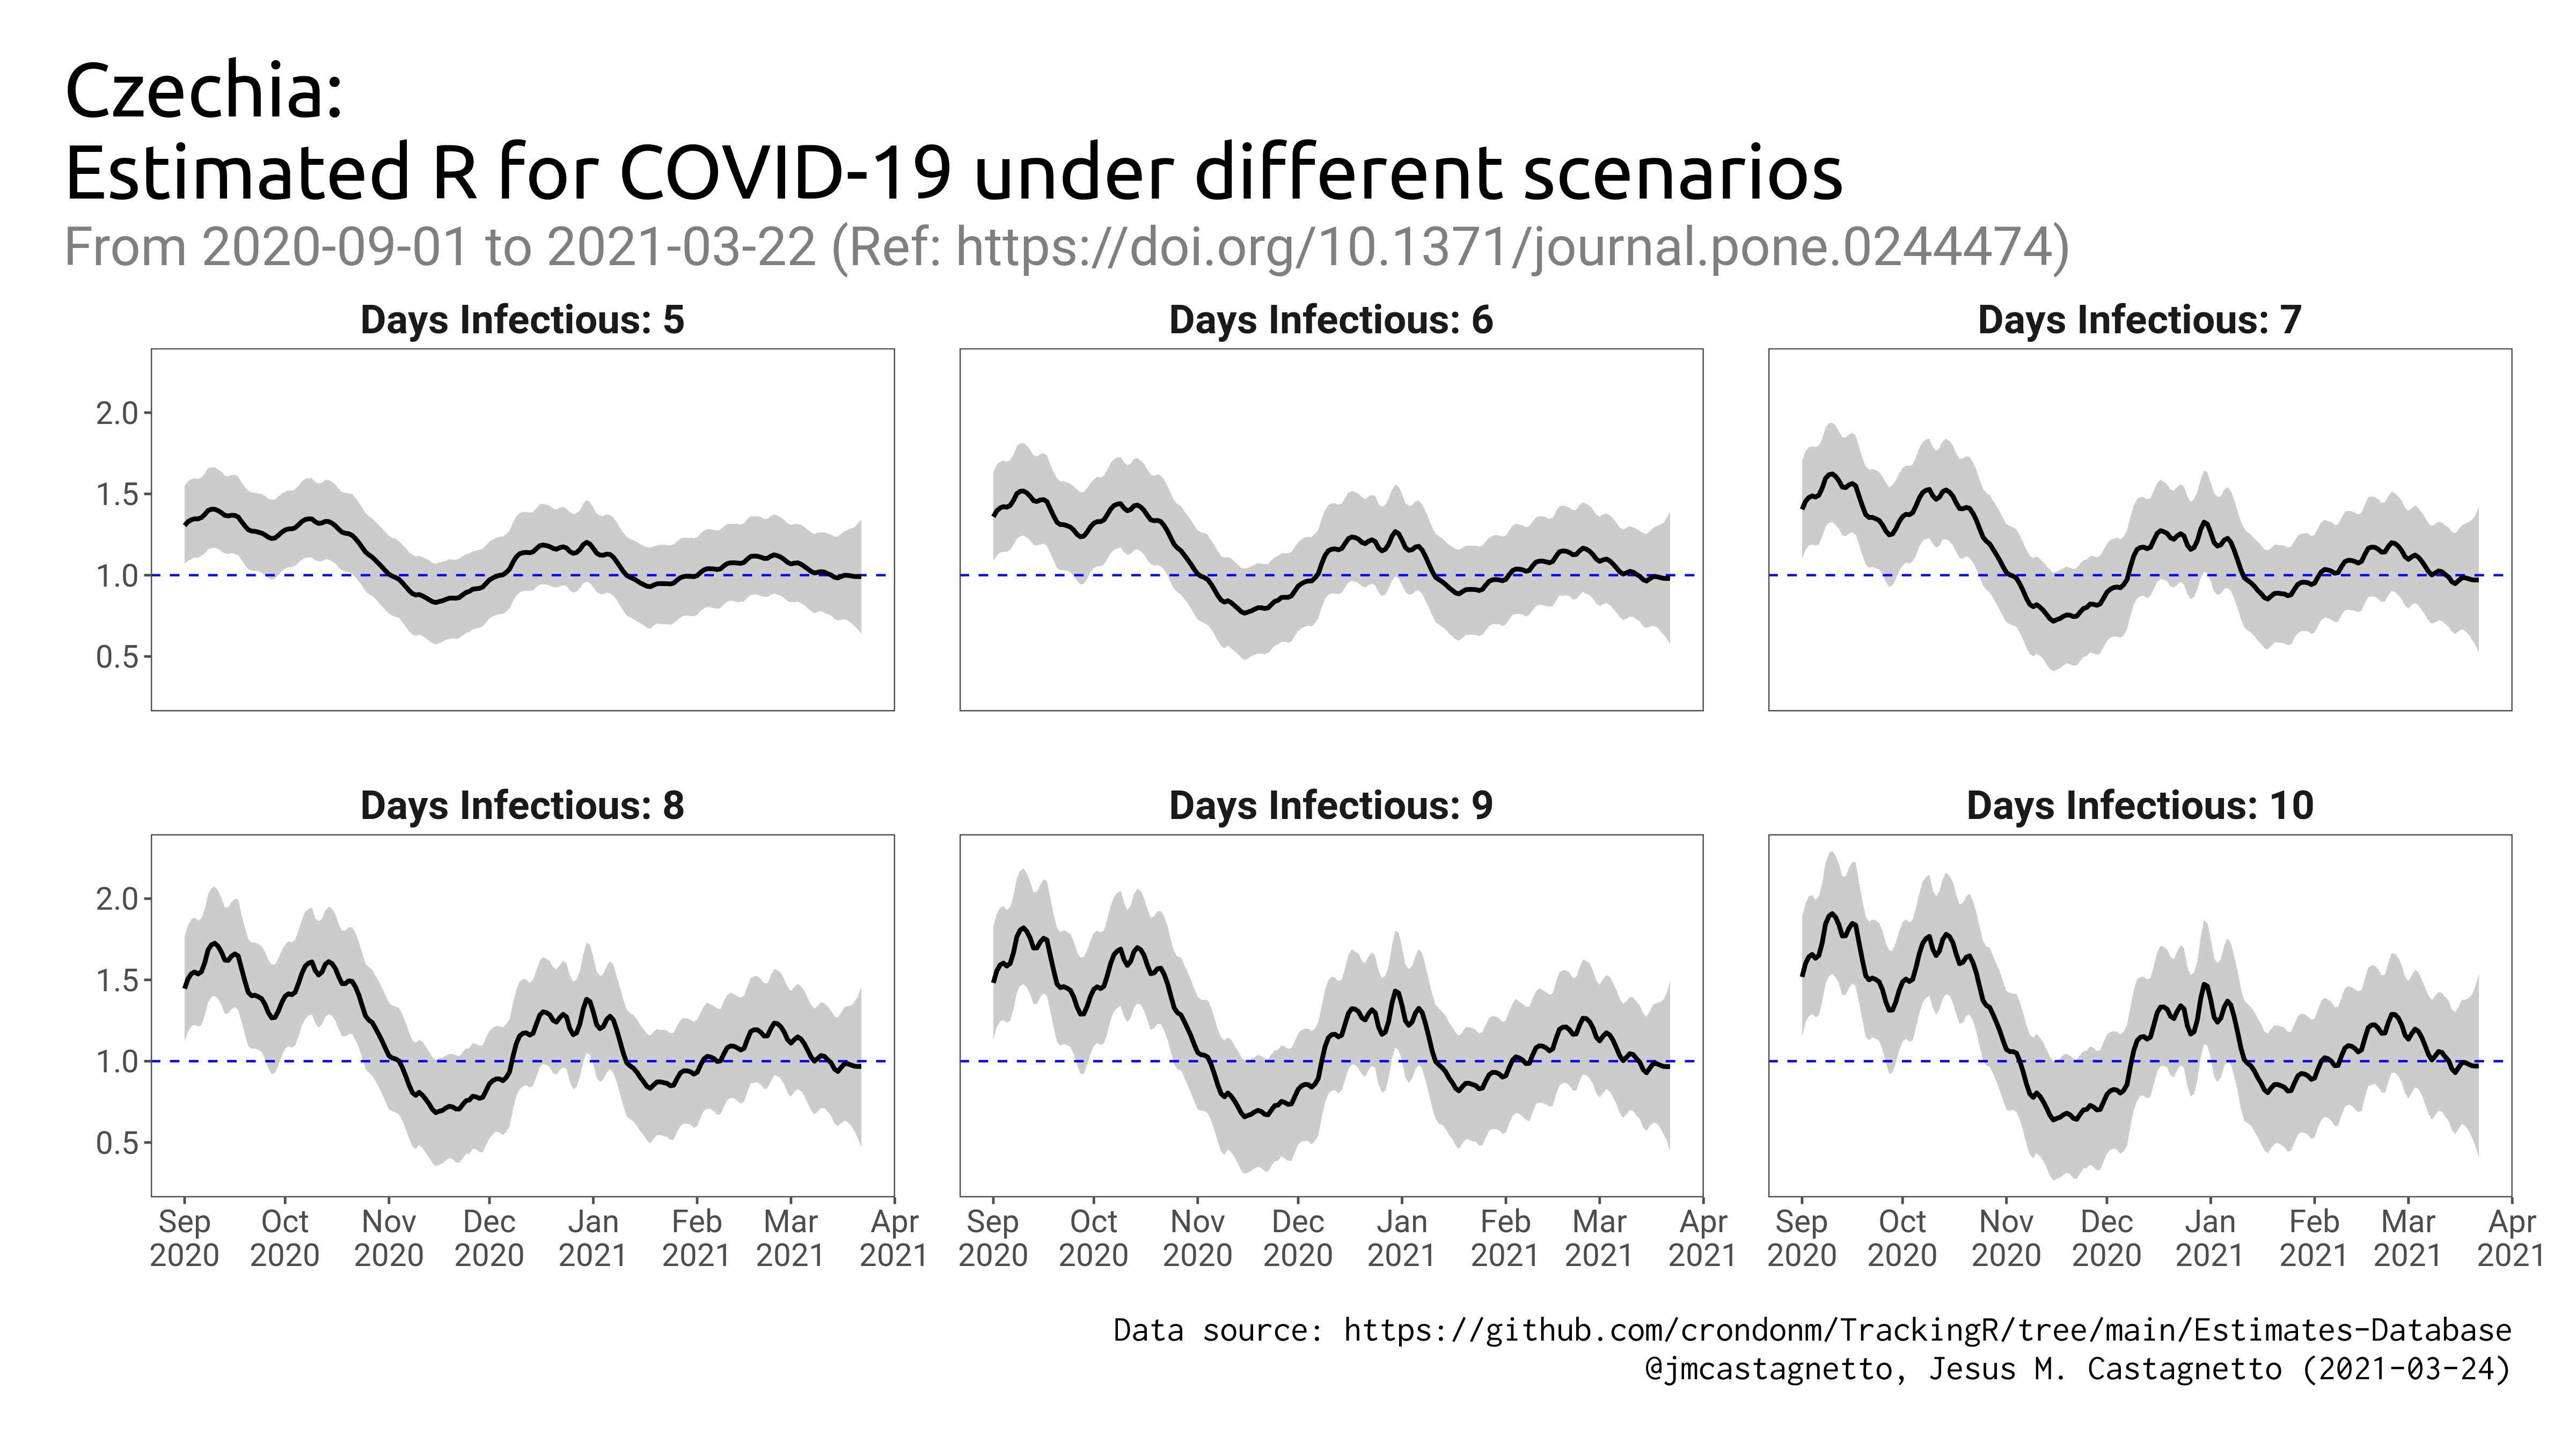 Czechia:
Estimated R for COVID-19 under different scenarios
From 2020-09-01 to 2021-03-22 (Ref: https://doi.org/10.1371/journal.pone.0244474)
Days Infectious: 5
Days Infectious: 6
Days Infectious: 7
2.0
1.5
1.0
0.5
Days Infectious: 8
Days Infectious: 9
Days Infectious: 10
2.0
1.5
1.0
0.5
Sep Oct Nov Dec Jan Feb Mar Apr
2020 2020 2020 2020 2021 2021 2021 2021
Sep Oct Nov Dec Jan Feb Mar Apr
2020 2020 2020 2020 2021 2021 2021 2021
Sep Oct Nov Dec Jan Feb Mar Apr
2020 2020 2020 2020 2021 2021 2021 2021
Data source: https://github.com/crondonm/TrackingR/tree/main/Estimates-Database
@jmcastagnetto, Jesus M. Castagnetto (2021-03-24)